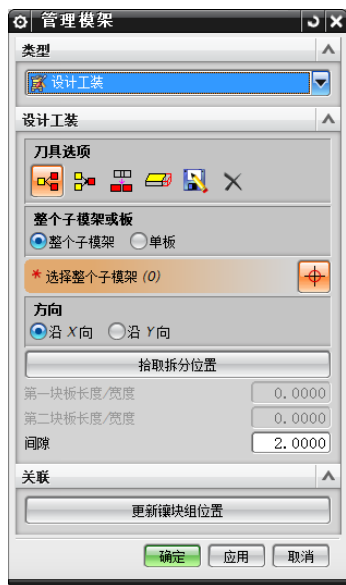 管理模架
类型
设计工装
设计工装
刀具选项
整个子模架或板
整个子模架 单板
* 选择整个子模架 (0)
方向
沿 X 向 沿 Y 向
拾取拆分位置
第一块板长度/宽度 0.0000
第二块板长度/宽度 0.0000
间隙 2.0000
关联
更新镶块组位置
确定 应用 取消